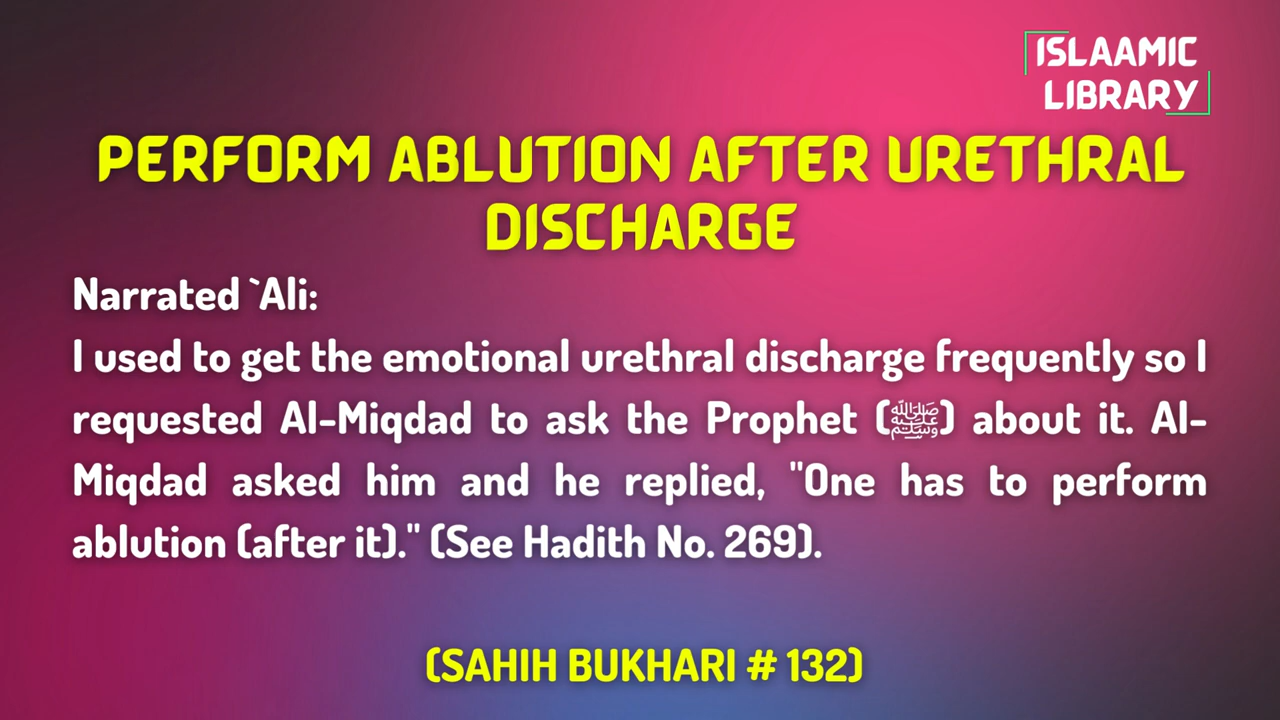 ISLAAMIC
LIBRARY
PERFORM ABLUTION AFTER URETHRAL
DISCHARGE
Narrated `Ali:
I used to get the emotional urethral discharge frequently so I
requested Al-Miqdad to ask the Prophet (ﷺ) about it. Al-
Miqdad asked him and he replied, "One has to perform
ablution (after it)." (See Hadith No. 269).
(SAHIH BUKHARI # 132)